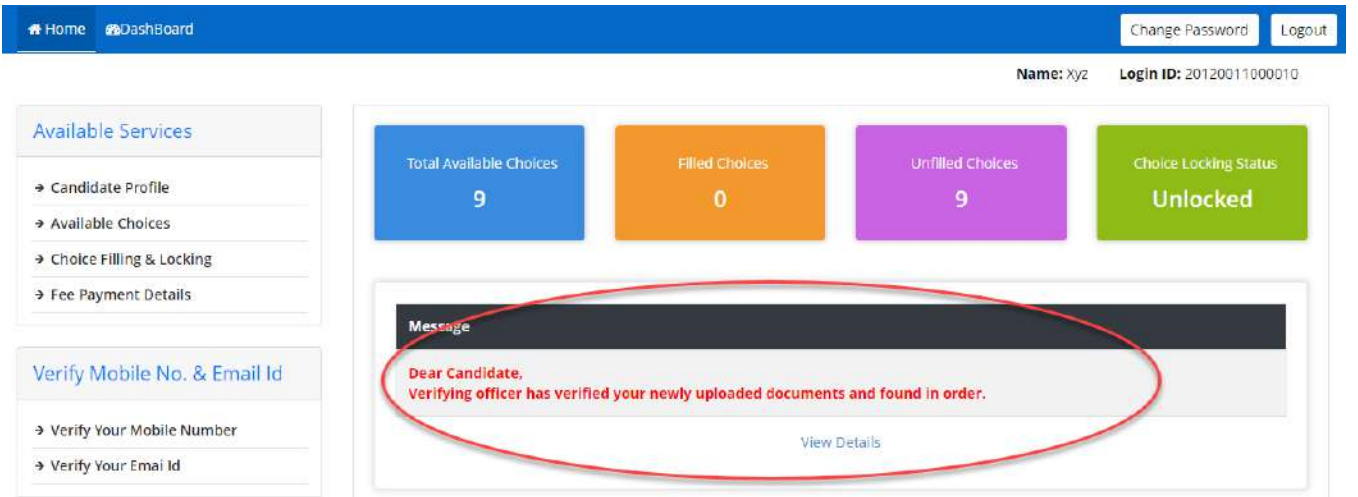 Home DashBoard Change Password Logout
Name: Xyz Login ID: 20120011000010
Available Services
→ Candidate Profile
→ Available Choices
→ Choice Filling & Locking
→ Fee Payment Details
Verify Mobile No. & Email Id
→ Verify Your Mobile Number
→ Verify Your Emai Id
Total Available Choices
9
Filled Choices
0
Unfilled Choices
9
Choice Locking Status
Unlocked
Message
Dear Candidate,
Verifying officer has verified your newly uploaded documents and found in order.
View Details